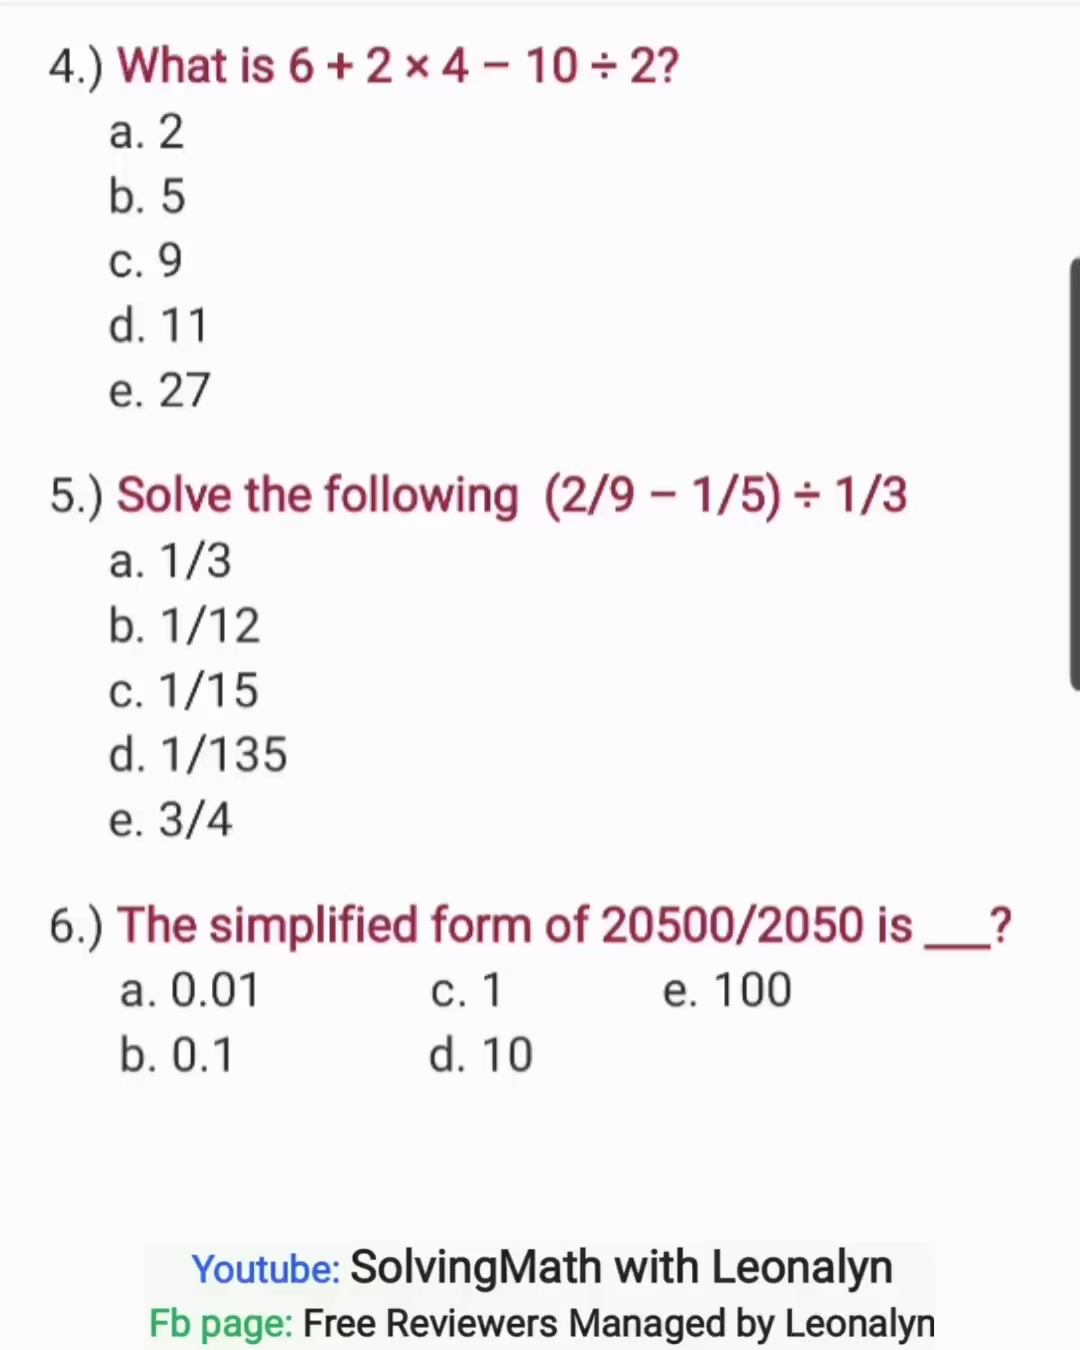 4.) What is 6 + 2 × 4 – 10 ÷ 2?
a. 2
b. 5
c. 9
d. 11
e. 27
5.) Solve the following (2/9 – 1/5) ÷ 1/3
a. 1/3
b. 1/12
c. 1/15
d. 1/135
e. 3/4
6.) The simplified form of 20500/2050 is ___?
a. 0.01 c. 1 e. 100
b. 0.1 d. 10
Youtube: SolvingMath with Leonalyn
Fb page: Free Reviewers Managed by Leonalyn